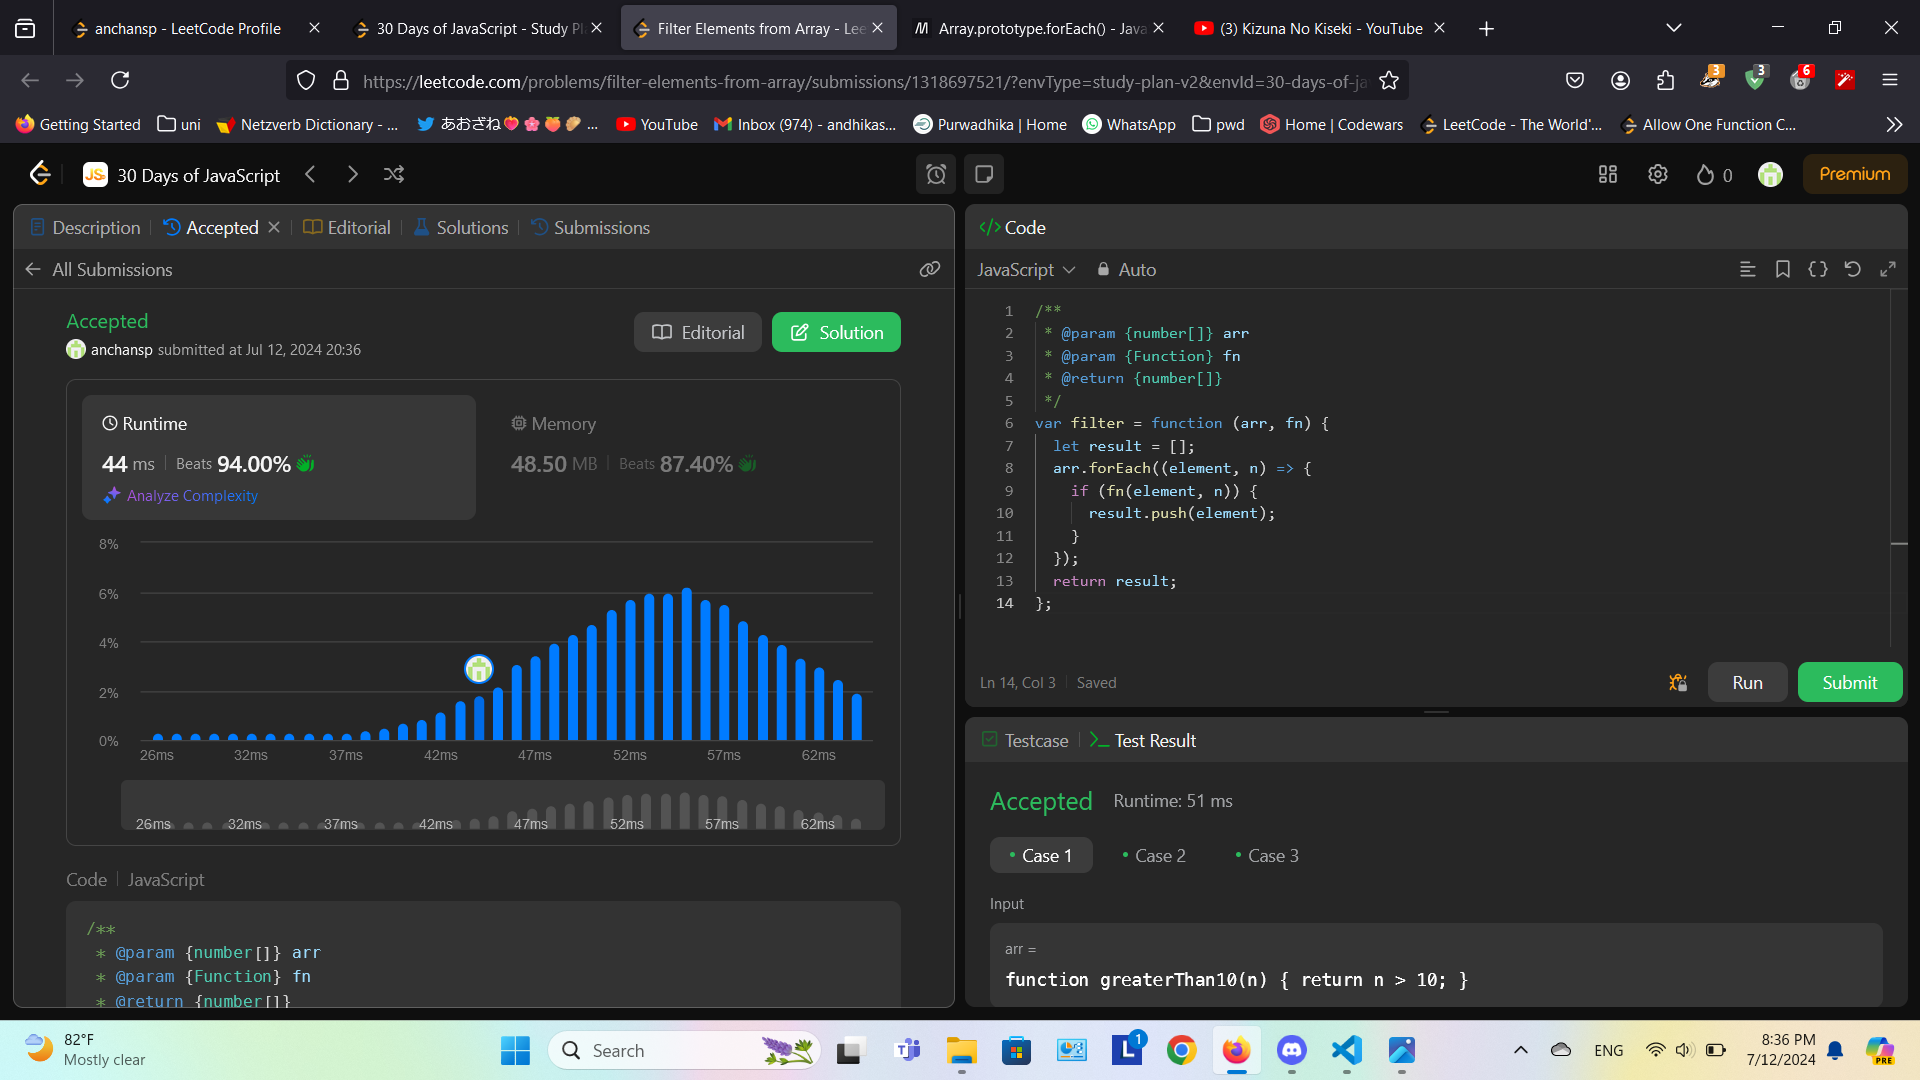 anchansp - LeetCode Profile
30 Days of JavaScript - Study Pl
Filter Elements from Array - Lee
Array.prototype.forEach() - Java
(3) Kizuna No Kiseki - YouTube
https://leetcode.com/problems/filter-elements-from-array/submissions/1318697521/?envType=study-plan-v2&envId=30-days-of-ja
3
3
6
Getting Started
uni
Netzverb Dictionary - ...
あおざね ...
YouTube
Inbox (974) - andhikas...
Purwadhika | Home
WhatsApp
pwd
Home | Codewars
LeetCode - The World'...
Allow One Function C...
JS
30 Days of JavaScript
0
Premium
Description
Accepted
Editorial
Solutions
Submissions
All Submissions
Accepted
anchansp submitted at Jul 12, 2024 20:36
Editorial
Solution
Runtime
44 ms
Beats 94.00%
Analyze Complexity
Memory
48.50 MB
Beats 87.40%
8%
6%
4%
2%
0%
26ms 32ms 37ms 42ms 47ms 52ms 57ms 62ms
26ms 32ms 37ms 42ms 47ms 52ms 57ms 62ms
Code
JavaScript
/**
* @param {number[]} arr
* @param {Function} fn
* @return {number[]}
Code
JavaScript
Auto
1 /**
2 * @param {number[]} arr
3 * @param {Function} fn
4 * @return {number[]}
5 */
6 var filter = function (arr, fn) {
7 let result = [];
8 arr.forEach((element, n) => {
9 if (fn(element, n)) {
10 result.push(element);
11 }
12 });
13 return result;
14 };
Ln 14, Col 3
Saved
Run
Submit
Testcase
Test Result
Accepted
Runtime: 51 ms
Case 1
Case 2
Case 3
Input
arr =
function greaterThan10(n) { return n > 10; }
82°F
Mostly clear
Search
L
1
ENG
8:36 PM
7/12/2024
PRE